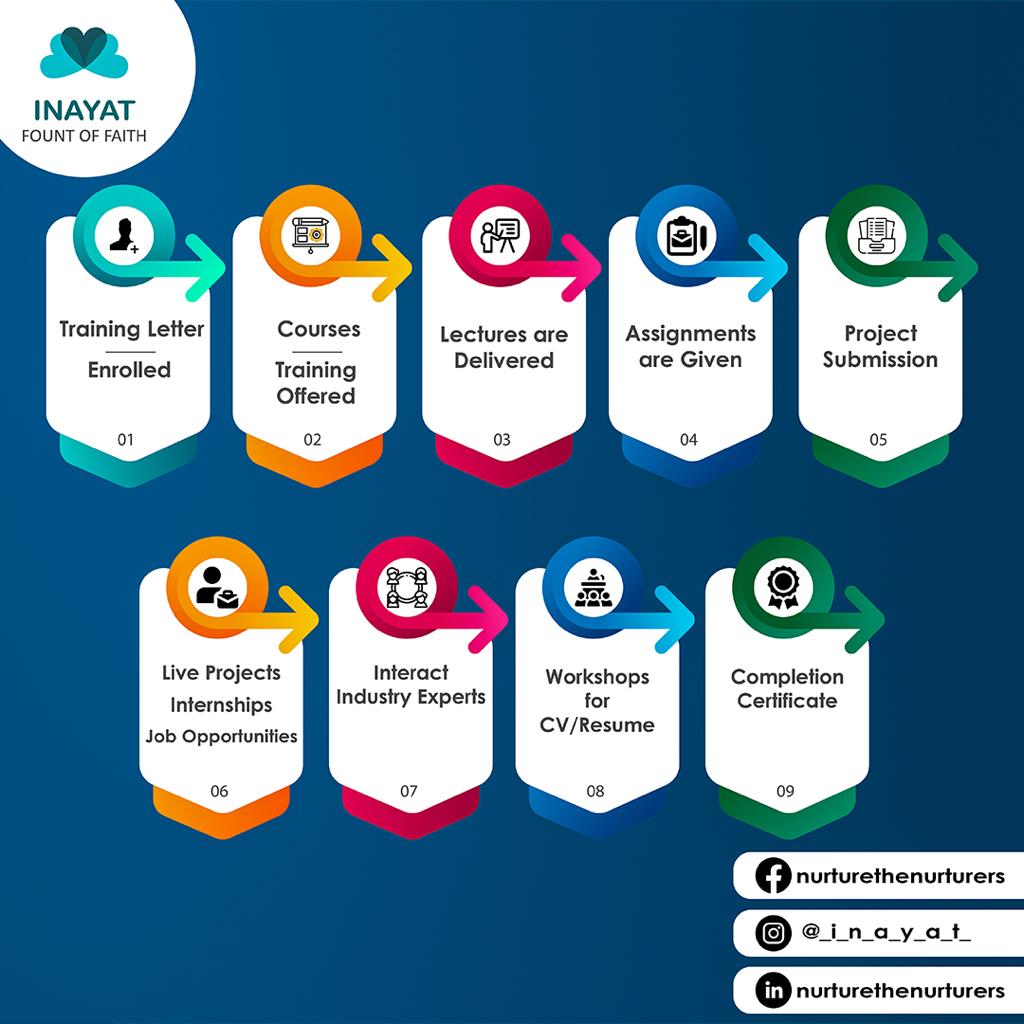 INAYAT
FOUNT OF FAITH
Training Letter
Enrolled
01
Courses
Training
Offered
02
Lectures are
Delivered
03
Assignments
are Given
04
Project
Submission
05
Live Projects
Internships
Job Opportunities
06
Interact
Industry Experts
07
Workshops
for
CV/Resume
08
Completion
Certificate
09
nurturethenurturers
@_i_n_a_y_a_t_
nurturethenurturers